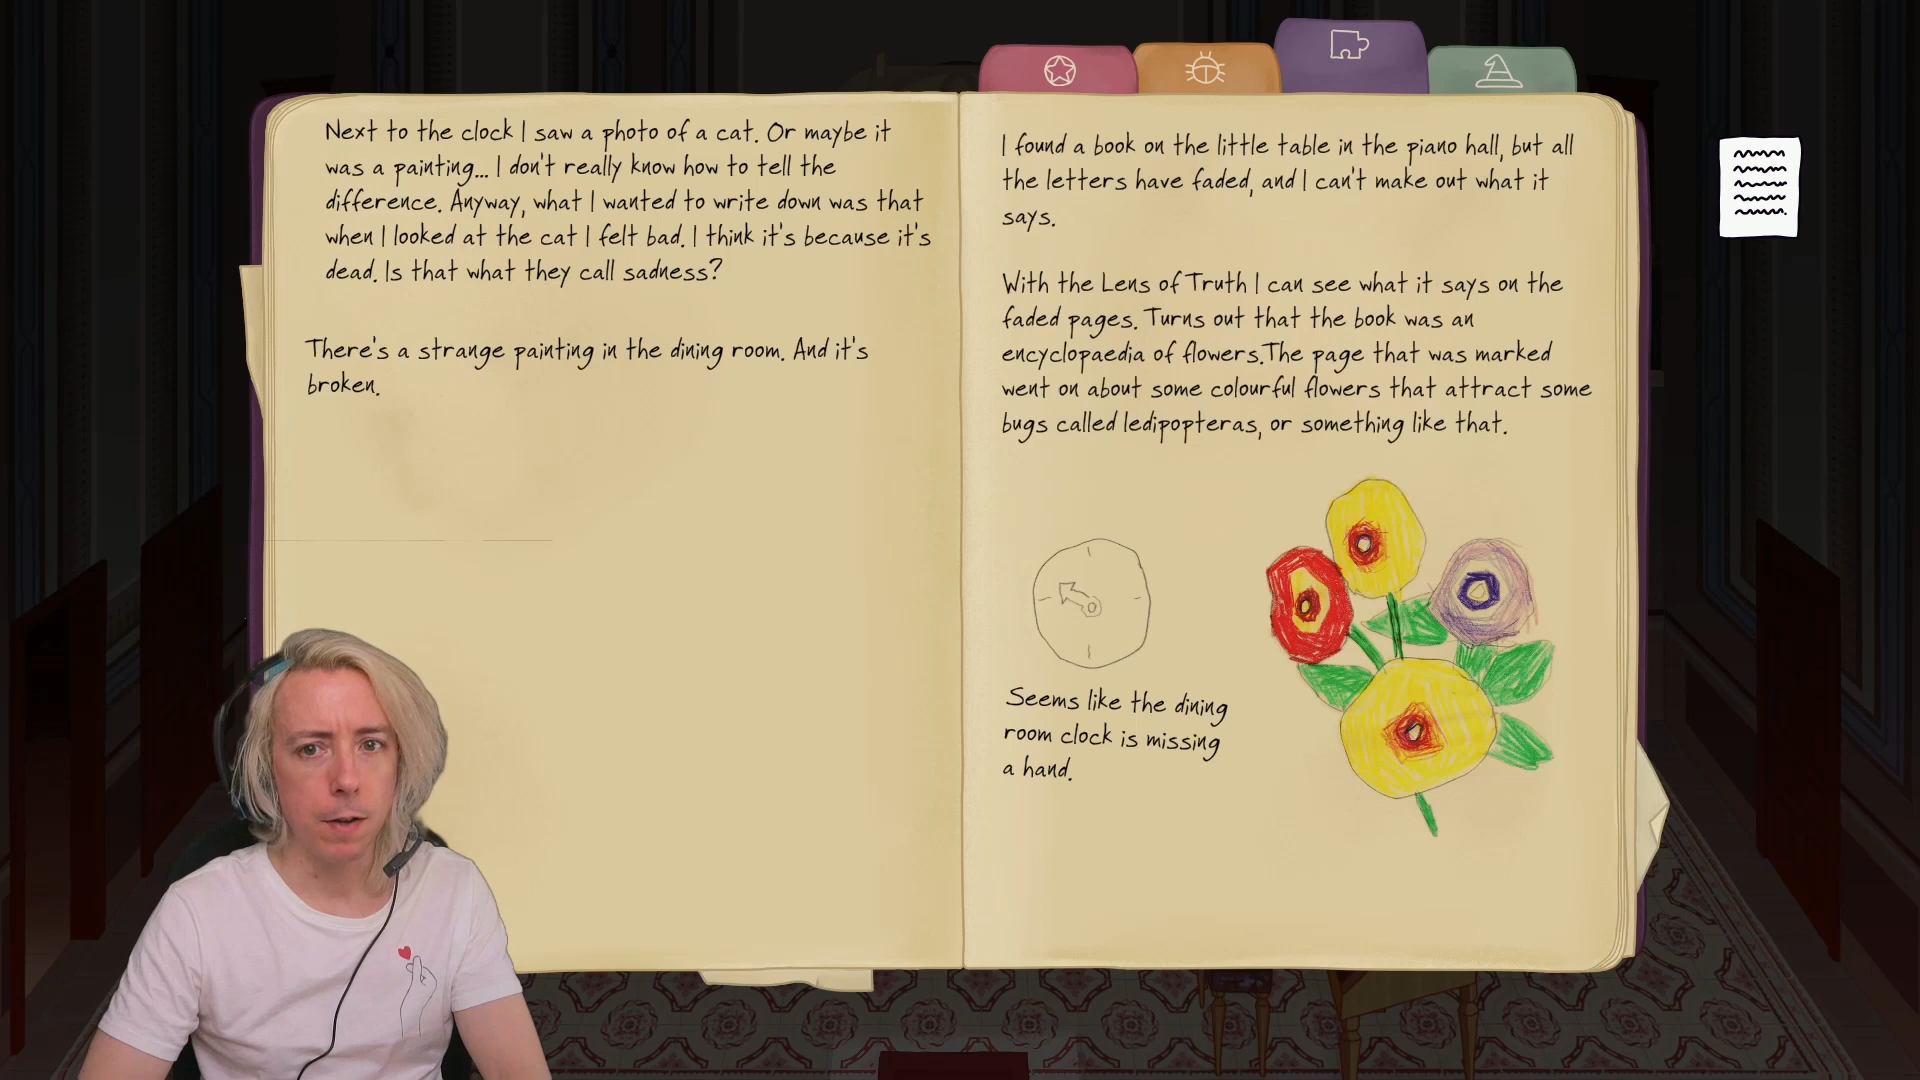 Next to the clock I saw a photo of a cat. Or maybe it
was a painting... I don't really know how to tell the
difference. Anyway, what I wanted to write down was that
when I looked at the cat I felt bad. I think it's because it's
dead. Is that what they call sadness?
There's a strange painting in the dining room. And it's
broken.
I found a book on the little table in the piano hall, but all
the letters have faded, and I can't make out what it
says.
With the Lens of Truth I can see what it says on the
faded pages. Turns out that the book was an
encyclopaedia of flowers.The page that was marked
went on about some colourful flowers that attract some
bugs called ledipopteras, or something like that.
Seems like the dining
room clock is missing
a hand.